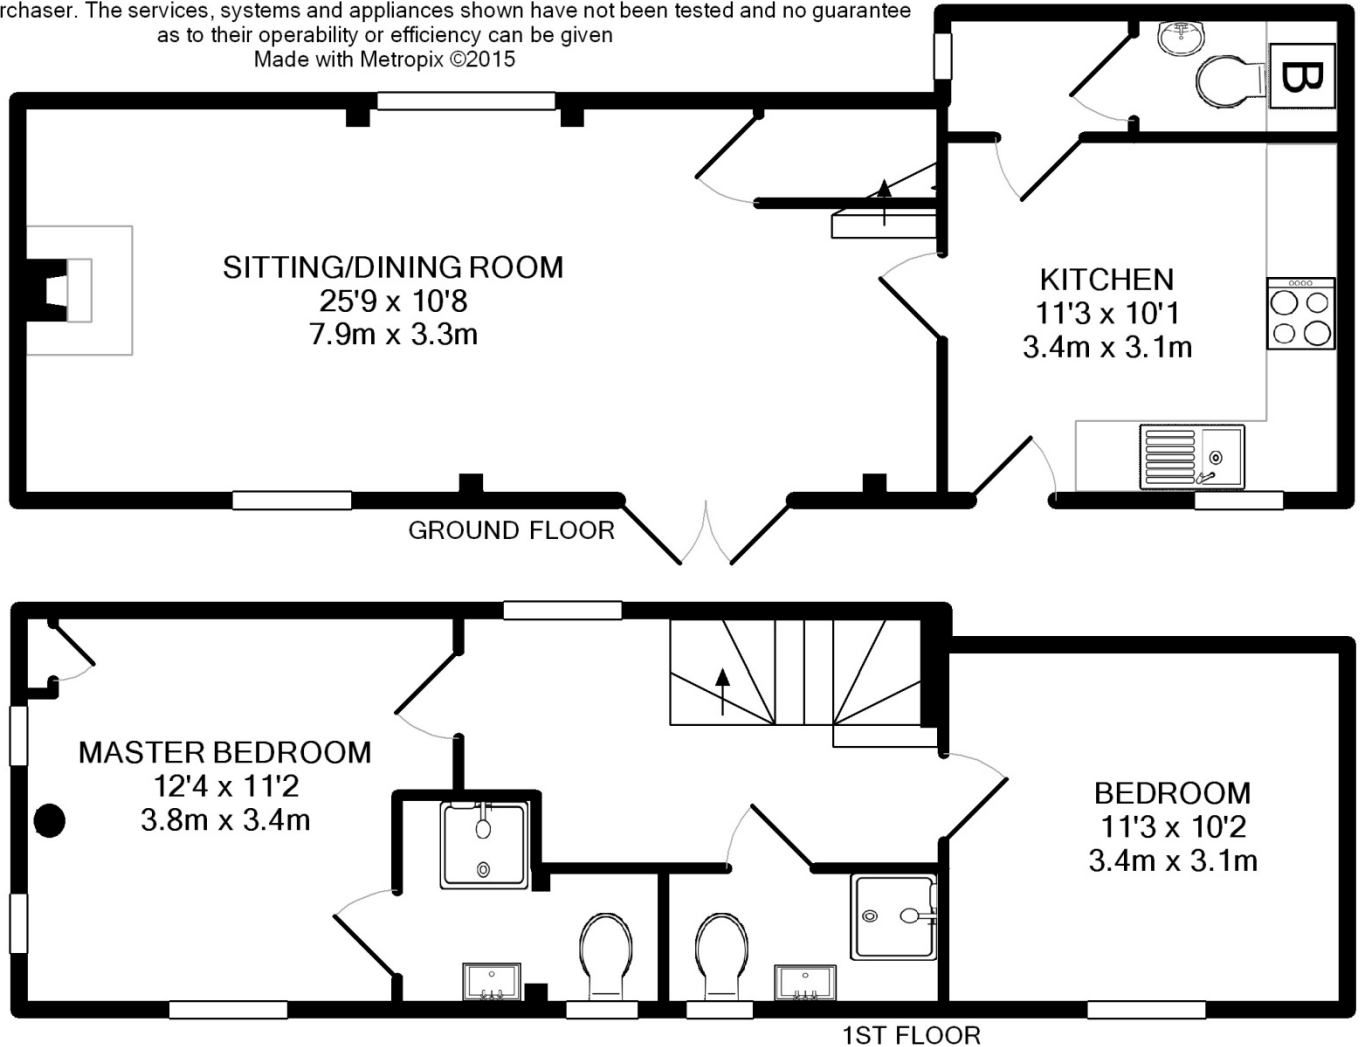 rchaser. The services, systems and appliances shown have not been tested and no guarantee
as to their operability or efficiency can be given
Made with Metropix ©2015
B
SITTING/DINING ROOM
25'9 x 10'8
7.9m x 3.3m
KITCHEN
11'3 x 10'1
3.4m x 3.1m
GROUND FLOOR
MASTER BEDROOM
12'4 x 11'2
3.8m x 3.4m
BEDROOM
11'3 x 10'2
3.4m x 3.1m
1ST FLOOR